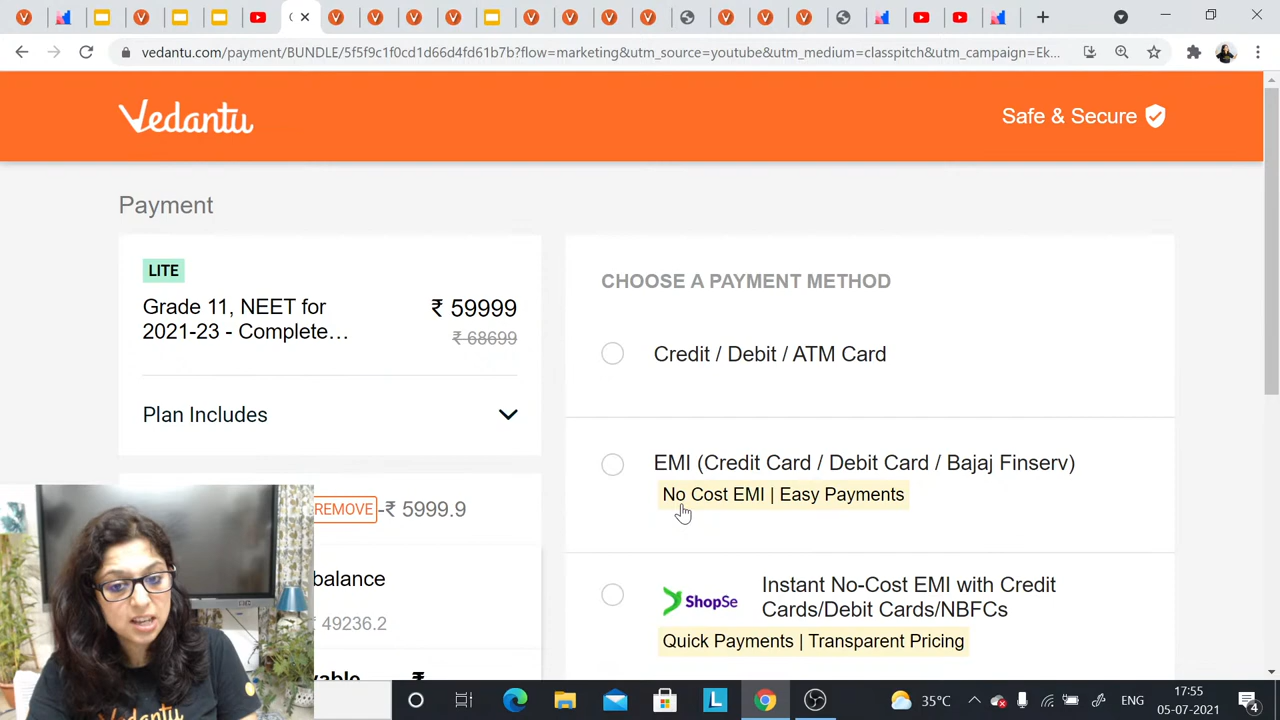 vedantu.com/payment/BUNDLE/5f5f9c1f0cd1d66d4fd61b7b?flow=marketing&utm_source=youtube&utm_medium=classpitch&utm_campaign=Ek...
Vedantu
Safe & Secure
Payment
LITE
Grade 11, NEET for
2021-23 - Complete...
₹ 59999
₹ 68699
Plan Includes
REMOVE
-₹ 5999.9
balance
49236.2
₹
CHOOSE A PAYMENT METHOD
Credit / Debit / ATM Card
EMI (Credit Card / Debit Card / Bajaj Finserv)
No Cost EMI | Easy Payments
ShopSe
Instant No-Cost EMI with Credit
Cards/Debit Cards/NBFCs
Quick Payments | Transparent Pricing
Vedantu
L
35°C
ENG
17:55
05-07-2021
4